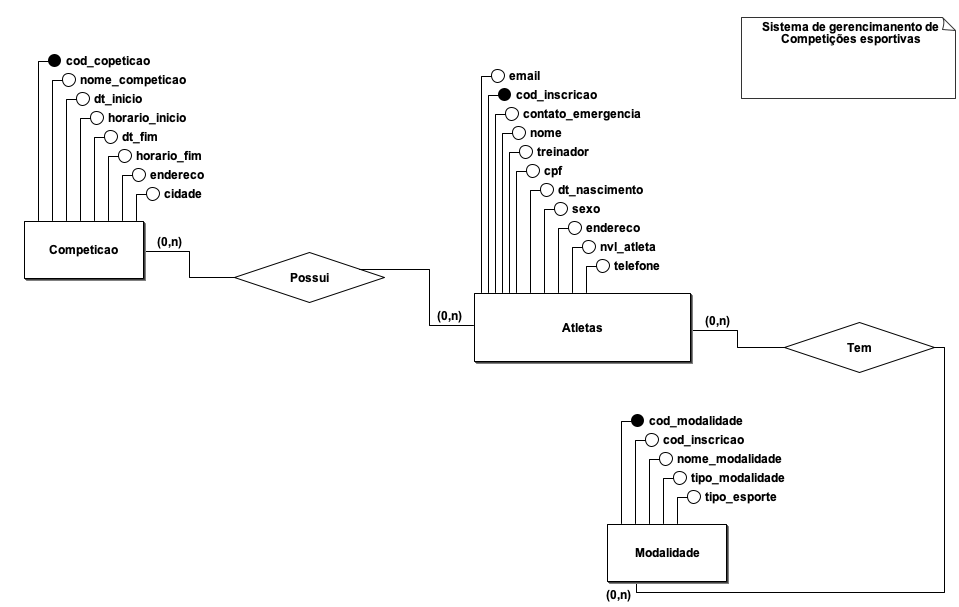 Sistema de gerencimanento de
Competições esportivas
cod_copeticao
nome_competicao
dt_inicio
horario_inicio
dt_fim
horario_fim
endereco
cidade
Competicao
(0,n)
Possui
(0,n)
email
cod_inscricao
contato_emergencia
nome
treinador
cpf
dt_nascimento
sexo
endereco
nvl_atleta
telefone
Atletas
(0,n)
Tem
cod_modalidade
cod_inscricao
nome_modalidade
tipo_modalidade
tipo_esporte
Modalidade
(0,n)